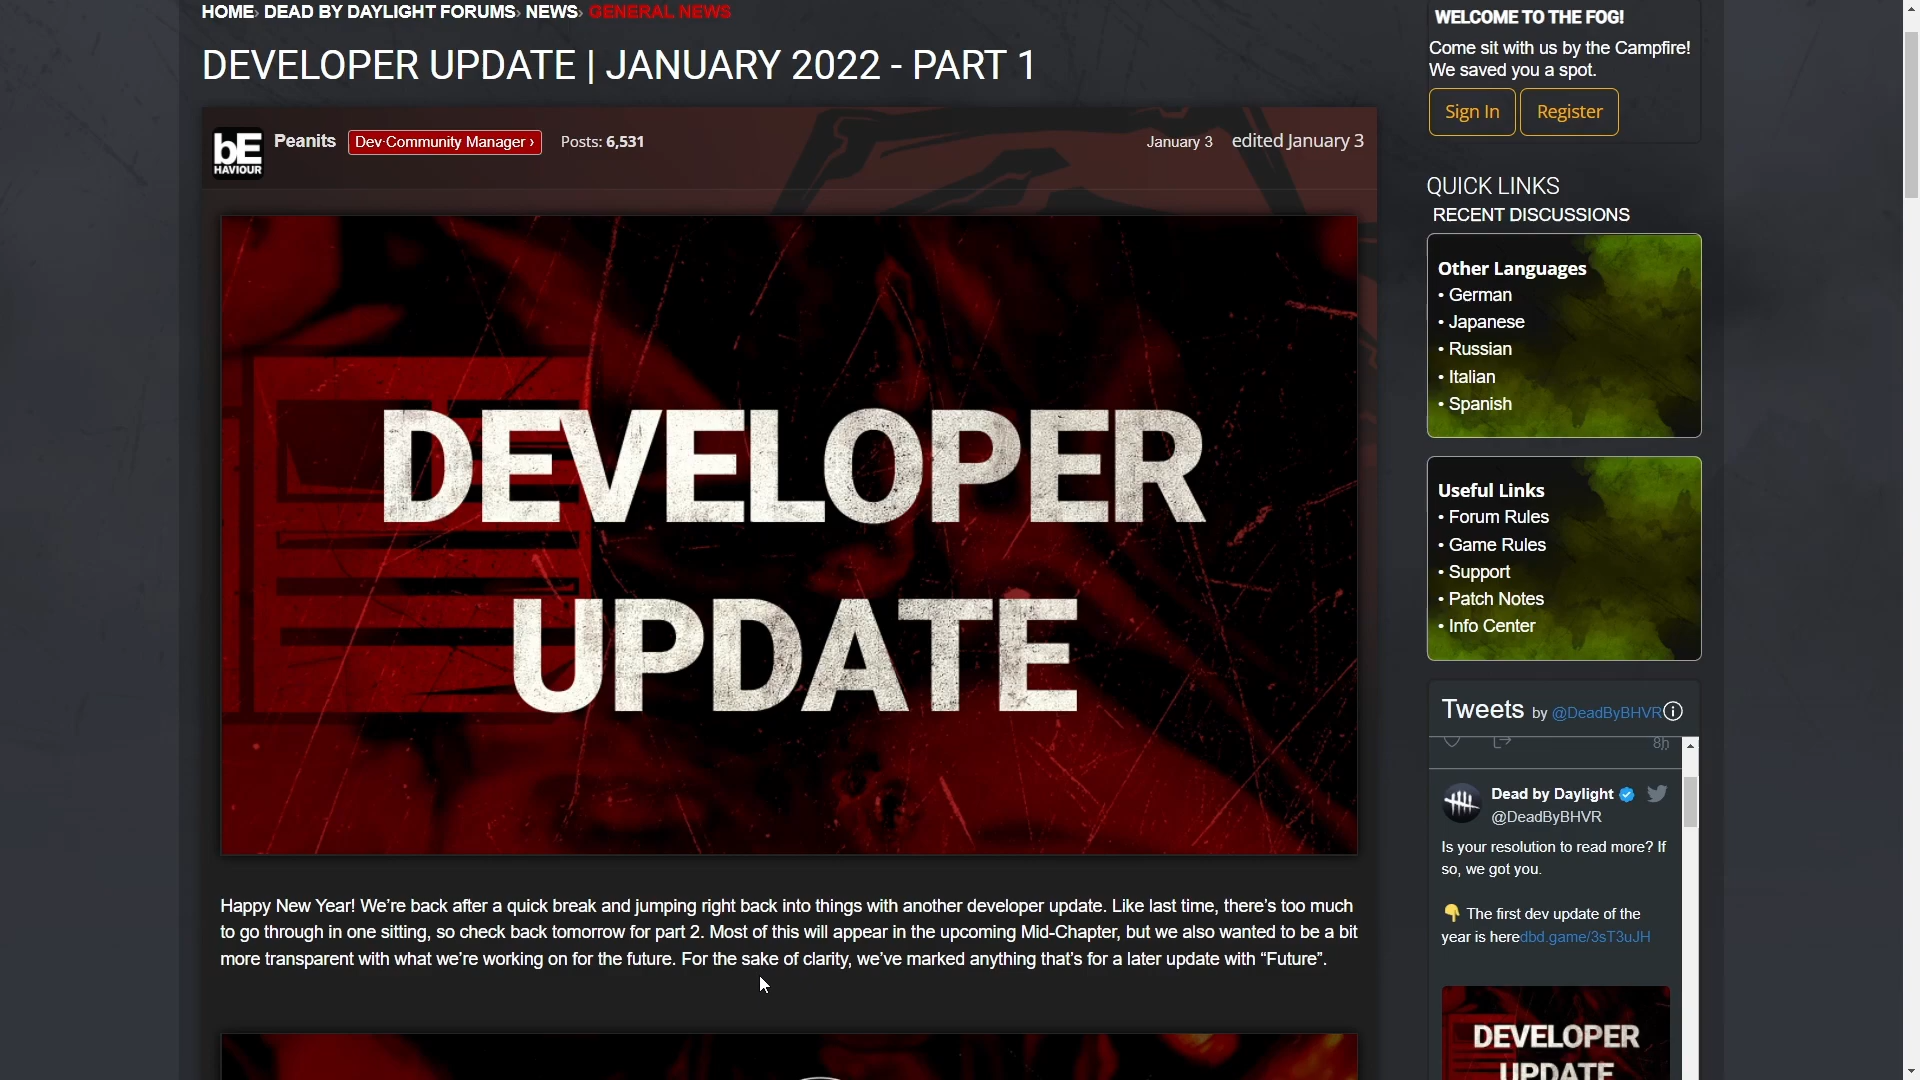 HOME› DEAD BY DAYLIGHT FORUMS› NEWS› GENERAL NEWS
DEVELOPER UPDATE | JANUARY 2022 - PART 1
bE
HAVIOUR
Peanits Dev·Community Manager › Posts: 6,531
January 3 edited January 3
DEVELOPER
UPDATE
Happy New Year! We’re back after a quick break and jumping right back into things with another developer update. Like last time, there’s too much
to go through in one sitting, so check back tomorrow for part 2. Most of this will appear in the upcoming Mid-Chapter, but we also wanted to be a bit
more transparent with what we’re working on for the future. For the sake of clarity, we’ve marked anything that’s for a later update with “Future”.
WELCOME TO THE FOG!
Come sit with us by the Campfire!
We saved you a spot.
Sign In Register
QUICK LINKS
RECENT DISCUSSIONS
Other Languages
• German
• Japanese
• Russian
• Italian
• Spanish
Useful Links
• Forum Rules
• Game Rules
• Support
• Patch Notes
• Info Center
Tweets by @DeadByBHVR
8h
Dead by Daylight
@DeadByBHVR
Is your resolution to read more? If
so, we got you.
👇 The first dev update of the
year is heredbd.game/3sT3uJH
DEVELOPER
UPDATE